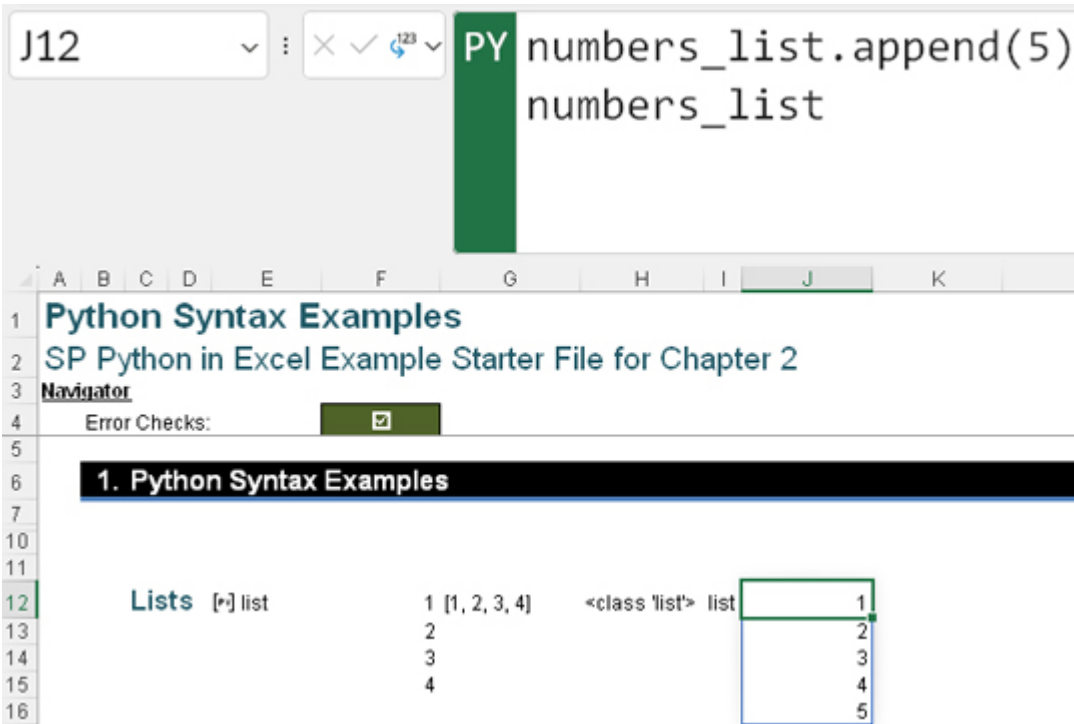 J12 123 PY numbers_list.append(5)
numbers_list
A B C D E F G H I J K
1 Python Syntax Examples
2 SP Python in Excel Example Starter File for Chapter 2
3 Navigator
4 Error Checks:
5
6 1. Python Syntax Examples
7
10
11
12 Lists [PY] list 1 [1, 2, 3, 4] <class 'list'> list 1
13 2 2
14 3 3
15 4 4
16 5